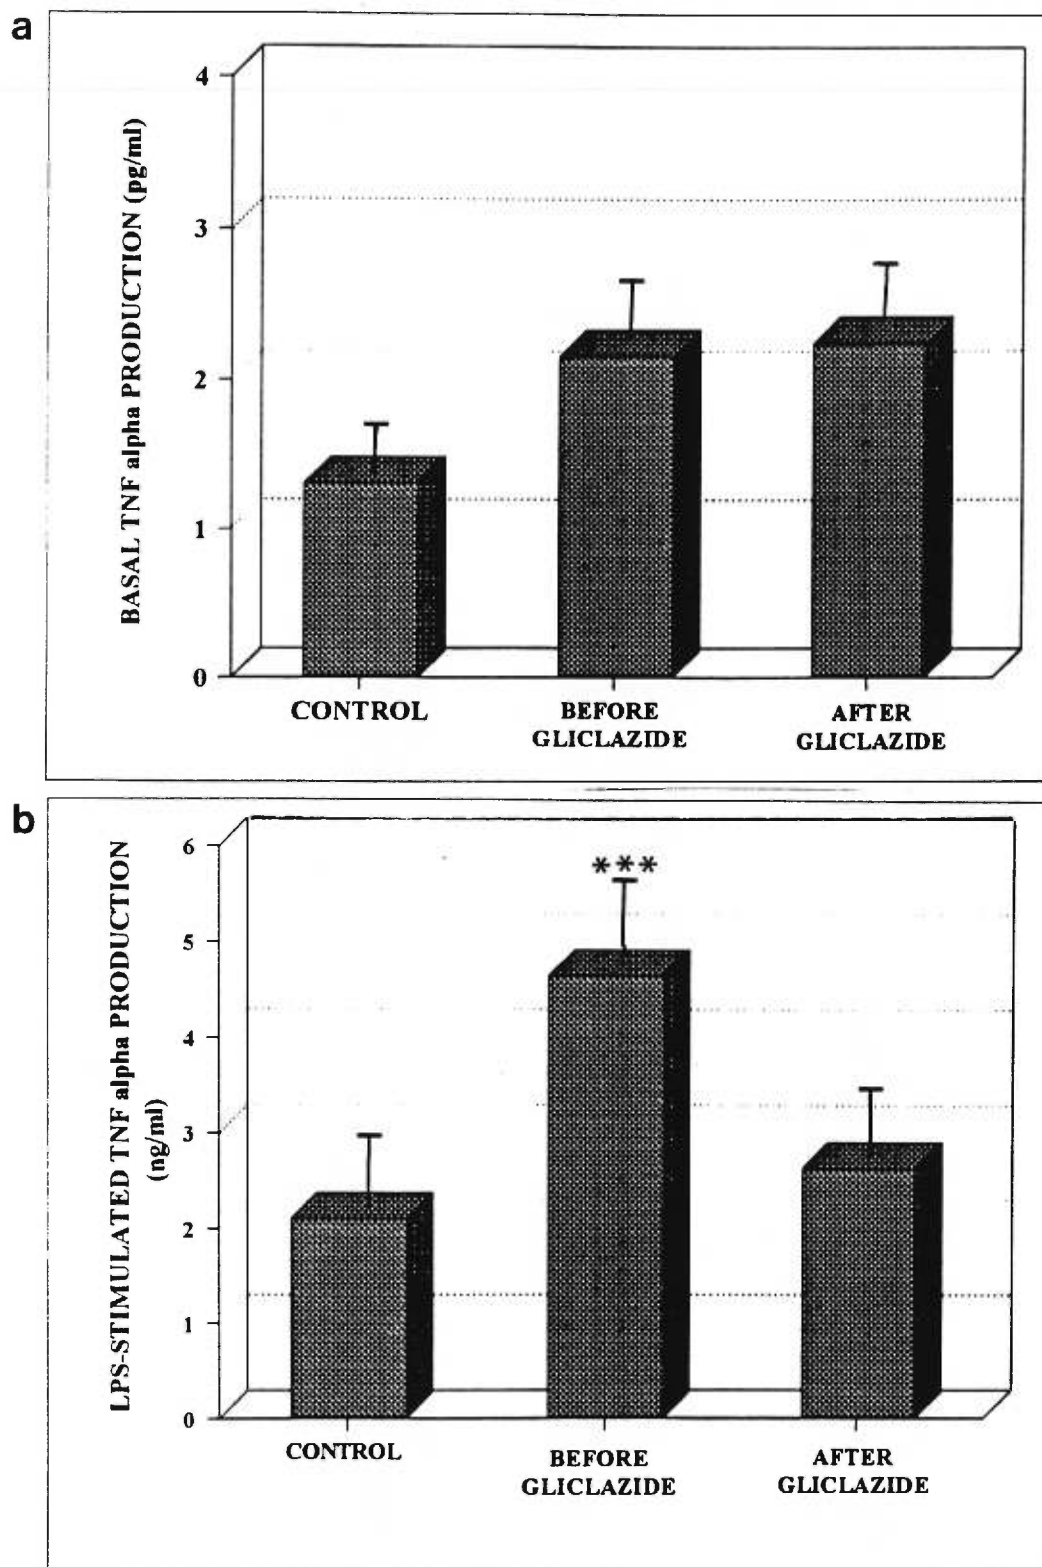 a
BASAL TNF alpha PRODUCTION (pg/ml)
4
3
2
1
0
CONTROL
BEFORE
GLICLAZIDE
AFTER
GLICLAZIDE
b
LPS-STIMULATED TNF alpha PRODUCTION
(ng/ml)
6
5
4
3
2
1
0
***
CONTROL
BEFORE
GLICLAZIDE
AFTER
GLICLAZIDE